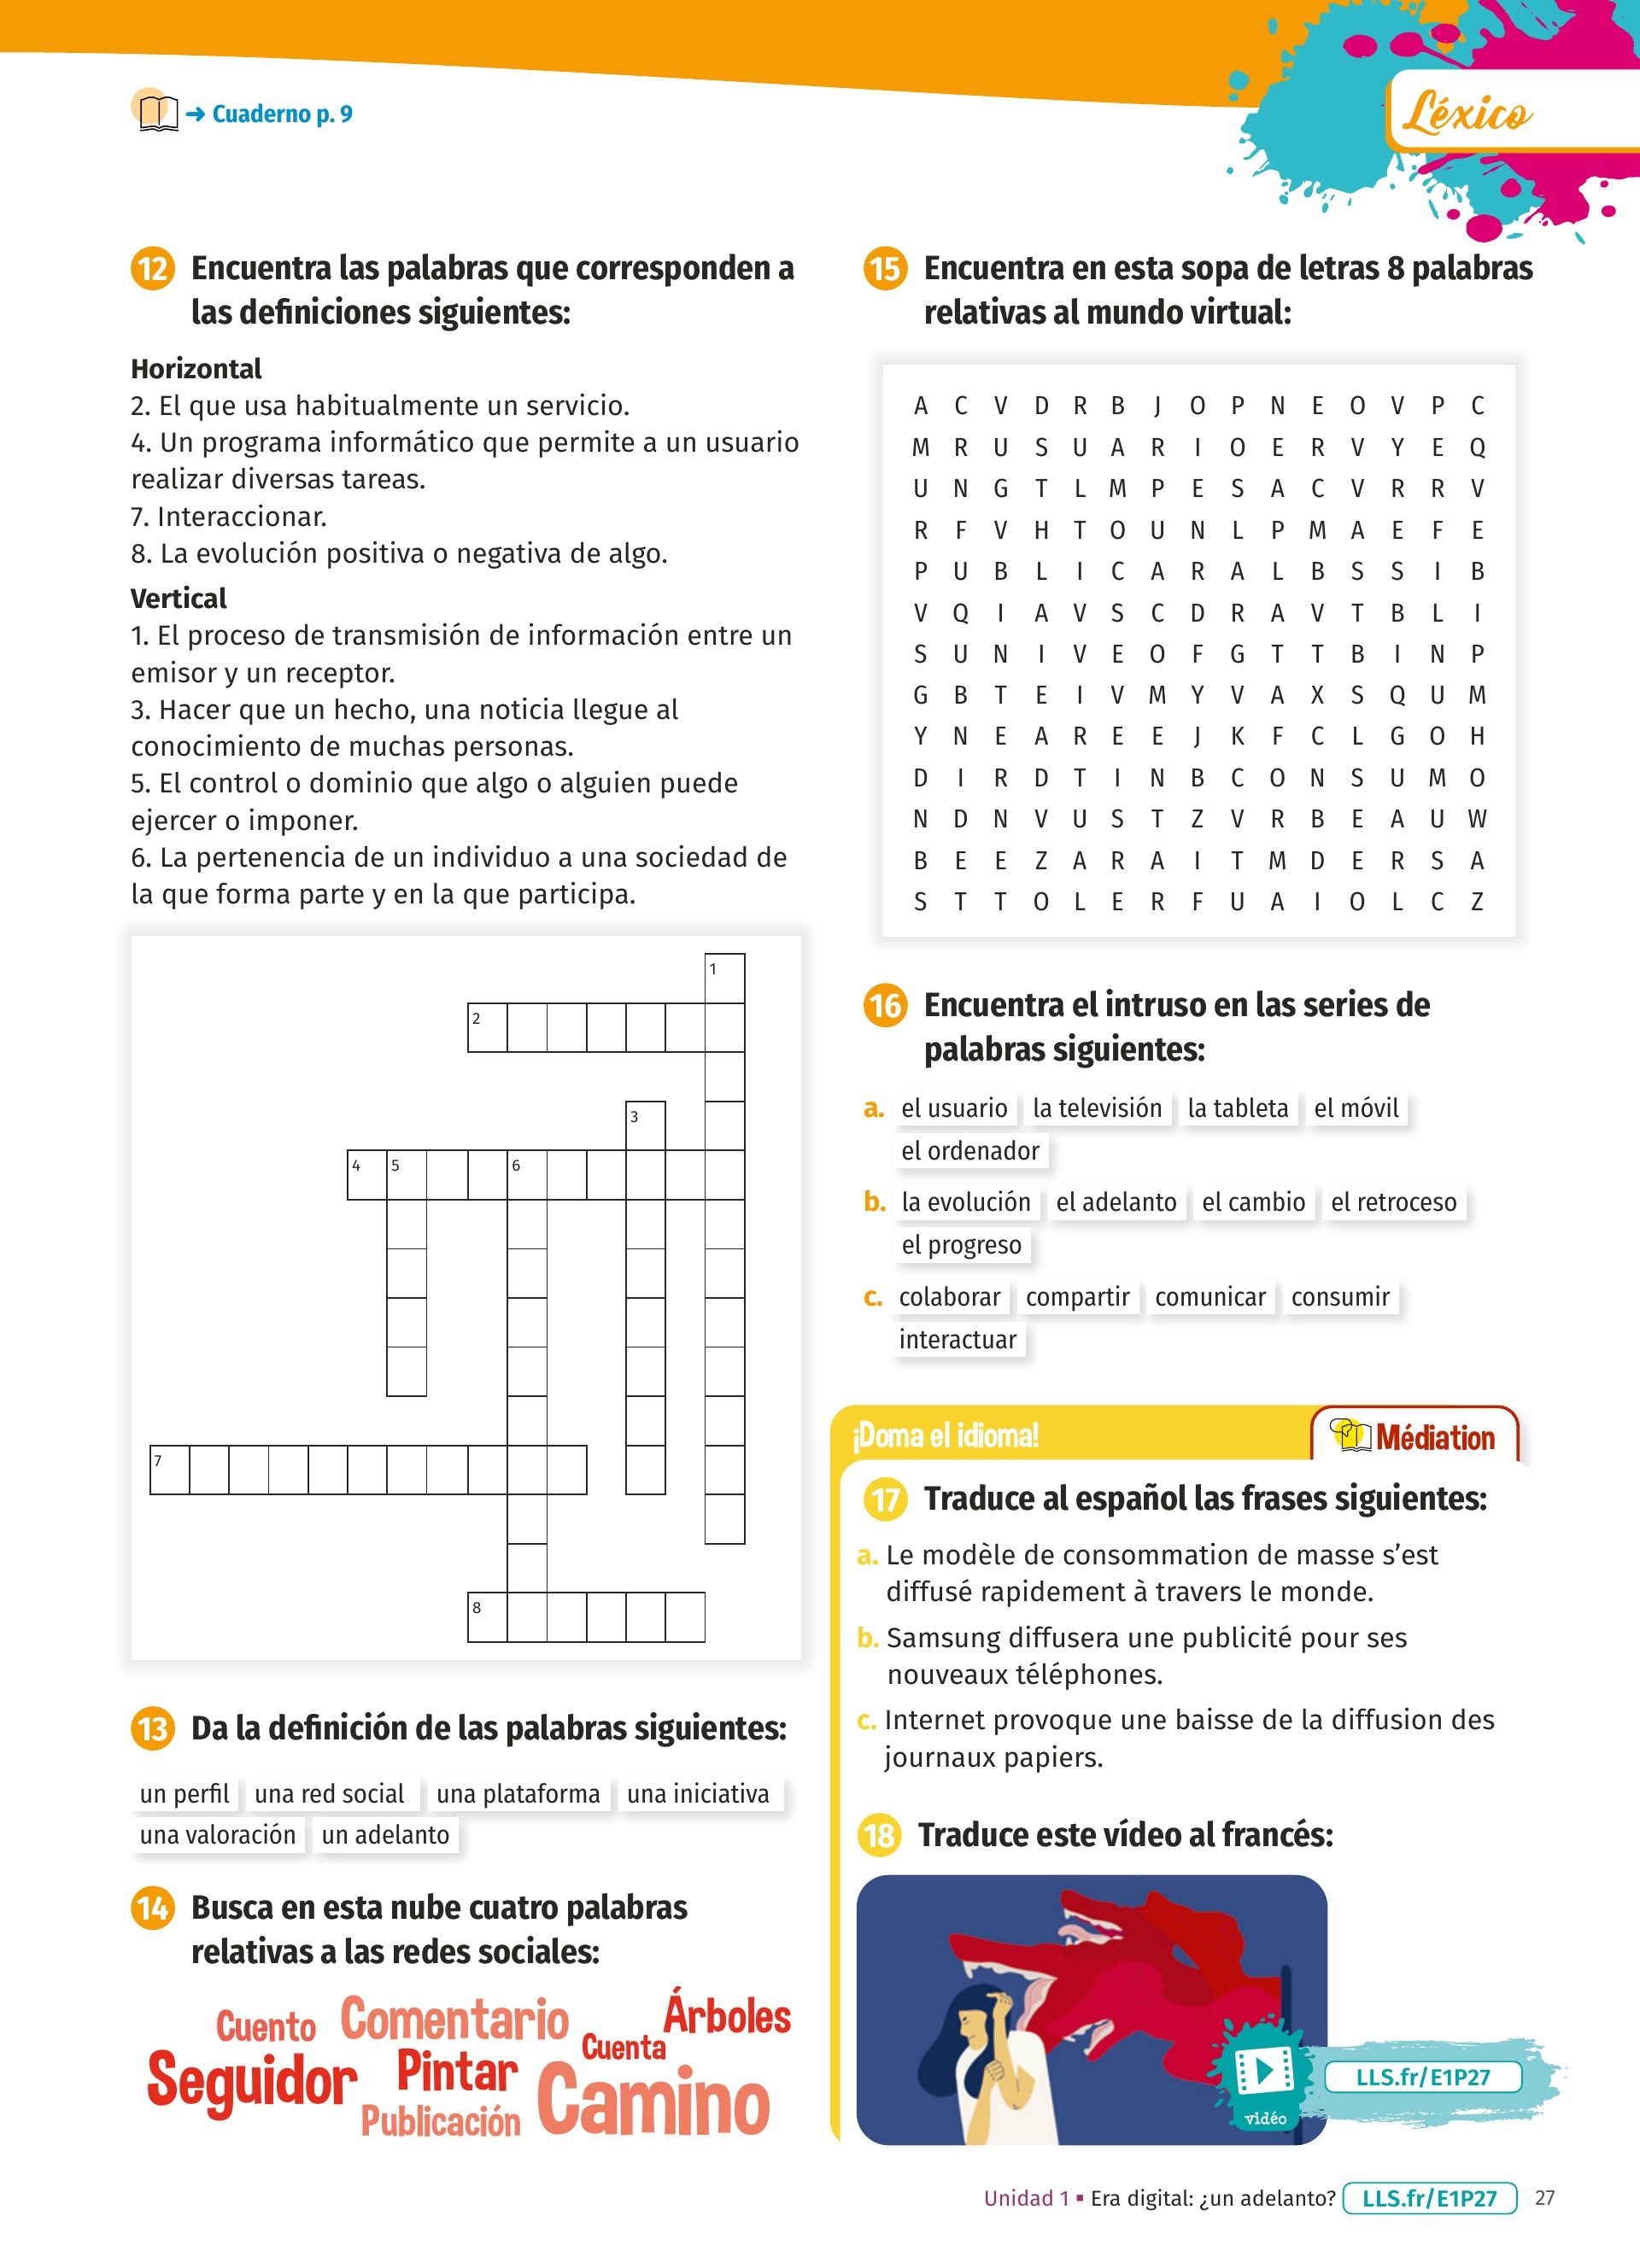 → Cuaderno p. 9
Léxico
12 Encuentra las palabras que corresponden a
las definiciones siguientes:
Horizontal
2. El que usa habitualmente un servicio.
4. Un programa informático que permite a un usuario
realizar diversas tareas.
7. Interaccionar.
8. La evolución positiva o negativa de algo.
Vertical
1. El proceso de transmisión de información entre un
emisor y un receptor.
3. Hacer que un hecho, una noticia llegue al
conocimiento de muchas personas.
5. El control o dominio que algo o alguien puede
ejercer o imponer.
6. La pertenencia de un individuo a una sociedad de
la que forma parte y en la que participa.
1
2
3
4 5 6
7
8
13 Da la definición de las palabras siguientes:
un perfil una red social una plataforma una iniciativa
una valoración un adelanto
14 Busca en esta nube cuatro palabras
relativas a las redes sociales:
Cuento Comentario Árboles
Cuenta
Seguidor Pintar Camino
Publicación
15 Encuentra en esta sopa de letras 8 palabras
relativas al mundo virtual:
A C V D R B J O P N E O V P C
M R U S U A R I O E R V Y E Q
U N G T L M P E S A C V R R V
R F V H T O U N L P M A E F E
P U B L I C A R A L B S S I B
V Q I A V S C D R A V T B L I
S U N I V E O F G T T B I N P
G B T E I V M Y V A X S Q U M
Y N E A R E E J K F C L G O H
D I R D T I N B C O N S U M O
N D N V U S T Z V R B E A U W
B E E Z A R A I T M D E R S A
S T T O L E R F U A I O L C Z
16 Encuentra el intruso en las series de
palabras siguientes:
a. el usuario la televisión la tableta el móvil
el ordenador
b. la evolución el adelanto el cambio el retroceso
el progreso
c. colaborar compartir comunicar consumir
interactuar
¡Doma el idioma! Médiation
17 Traduce al español las frases siguientes:
a. Le modèle de consommation de masse s’est
diffusé rapidement à travers le monde.
b. Samsung diffusera une publicité pour ses
nouveaux téléphones.
c. Internet provoque une baisse de la diffusion des
journaux papiers.
18 Traduce este vídeo al francés:
vidéo
LLS.fr/E1P27
Unidad 1 ▪ Era digital: ¿un adelanto? LLS.fr/E1P27 27